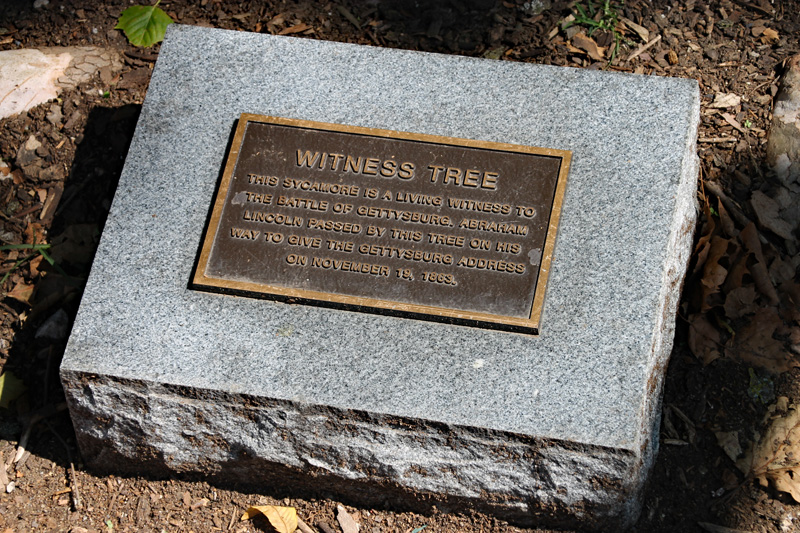 WITNESS TREE
THIS SYCAMORE IS A LIVING WITNESS TO
THE BATTLE OF GETTYSBURG. ABRAHAM
LINCOLN PASSED BY THIS TREE ON HIS
WAY TO GIVE THE GETTYSBURG ADDRESS
ON NOVEMBER 19, 1863.